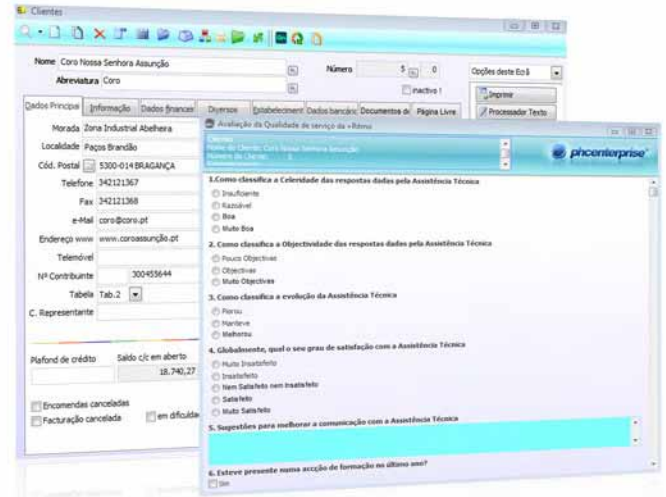 Clientes
Nome Coro Nossa Senhora Assunção
Número 5 0
Opções deste Ecrã
Abreviatura Coro
inactivo !
Imprimir
Processador Texto
Dados Principai Informação Dados financeir Diversos Estabeleciment Dados bancário Documentos d Página Livre
Morada Zona Industrial Abelheira
Localidade Paços Brandão
Cód. Postal 5300-014 BRAGANÇA
Telefone 342121367
Fax 342121368
e-Mail coro@coro.pt
Endereço www www.coroassunção.pt
Telemóvel
Nº Contribuinte 300455644
Tabela Tab.2
C. Representante
Plafond de crédito Saldo c/c em aberto
18.740,27
Encomendas canceladas
Facturação cancelada em dificulda
Avaliação da Qualidade de serviço da +Ritmo
Clientes
Nome do Cliente: Coro Nossa Senhora Assunção
Número do Cliente: 5
phcenterprise
1.Como classifica a Celeridade das respostas dadas pela Assistência Técnica
Insuficiente
Razoável
Boa
Muito Boa
2. Como classifica a Objectividade das respostas dadas pela Assistência Técnica
Pouco Objectivas
Objectivas
Muito Objectivas
3. Como classifica a evolução da Assistência Técnica
Piorou
Manteve
Melhorou
4. Globalmente, qual o seu grau de satisfação com a Assistência Técnica
Muito Insatisfeito
Insatisfeito
Nem Satisfeito nem Insatisfeito
Satisfeito
Muito Satisfeito
5. Sugestões para melhorar a comunicação com a Assistência Técnica
6. Esteve presente numa acção de formação no último ano?
Sim